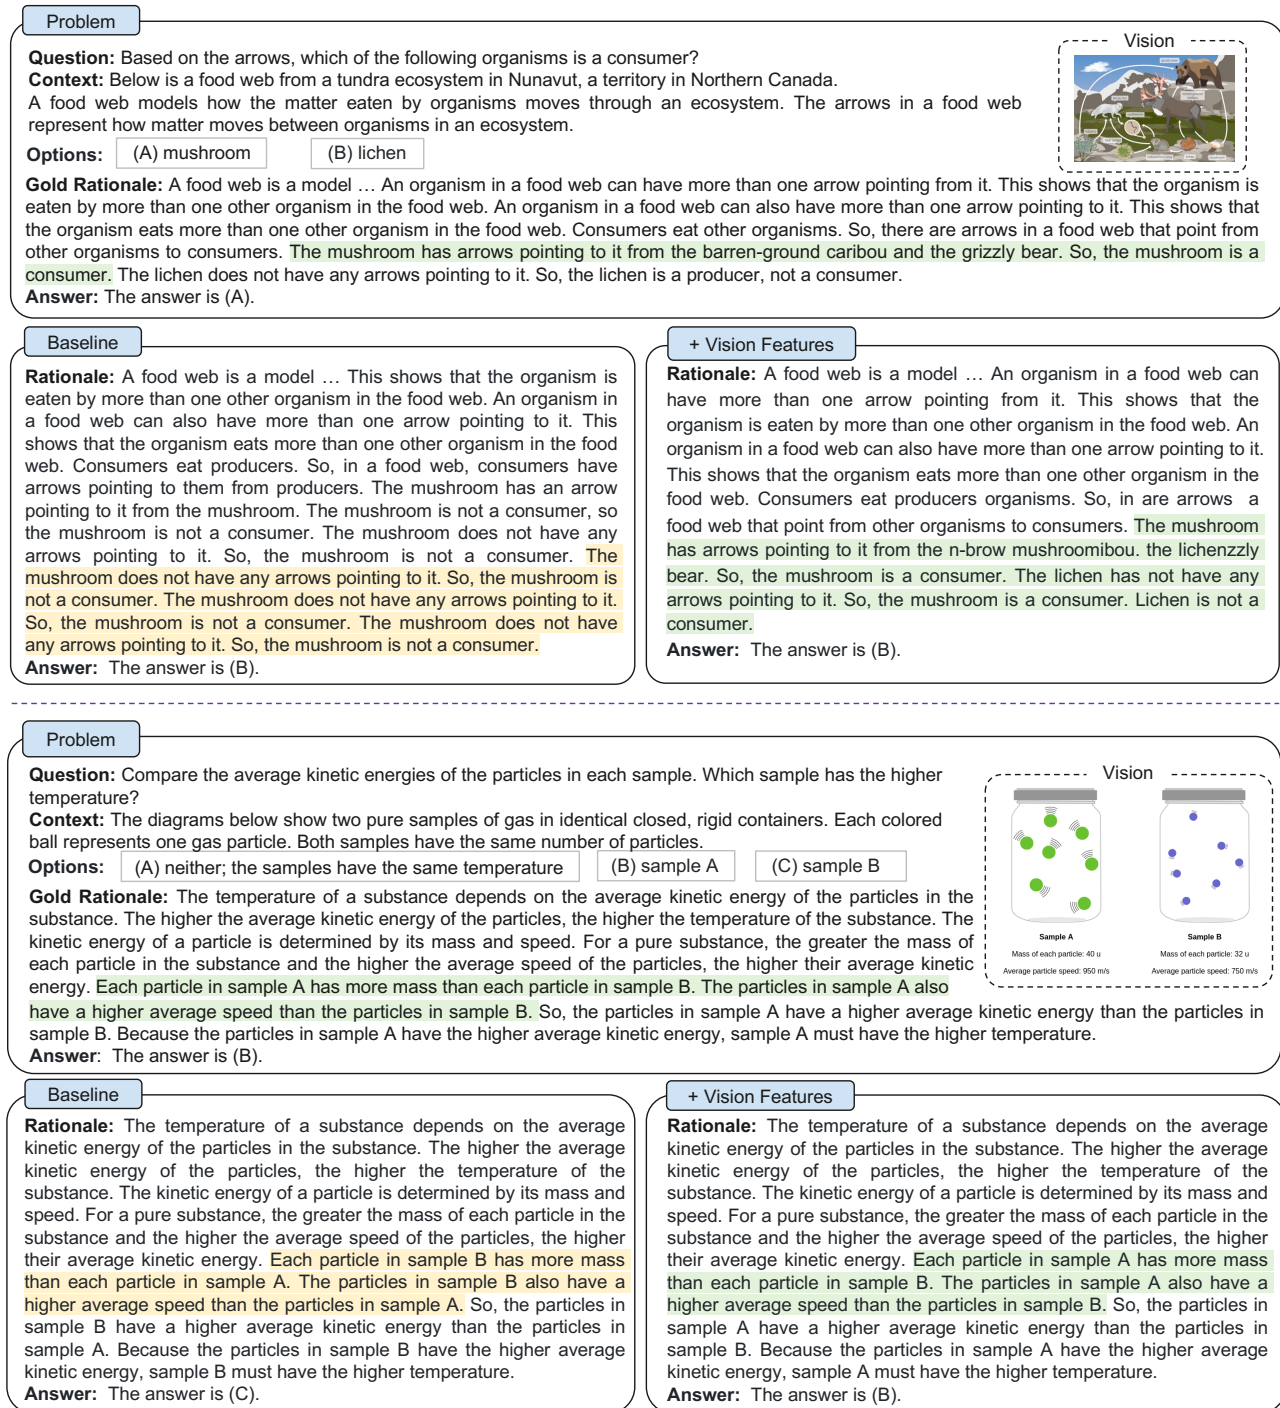 Problem
Question: Based on the arrows, which of the following organisms is a consumer?
Context: Below is a food web from a tundra ecosystem in Nunavut, a territory in Northern Canada.
A food web models how the matter eaten by organisms moves through an ecosystem. The arrows in a food web
represent how matter moves between organisms in an ecosystem.
Options: (A) mushroom (B) lichen
Vision
Gold Rationale: A food web is a model … An organism in a food web can have more than one arrow pointing from it. This shows that the organism is
eaten by more than one other organism in the food web. An organism in a food web can also have more than one arrow pointing to it. This shows that
the organism eats more than one other organism in the food web. Consumers eat other organisms. So, there are arrows in a food web that point from
other organisms to consumers. The mushroom has arrows pointing to it from the barren-ground caribou and the grizzly bear. So, the mushroom is a
consumer. The lichen does not have any arrows pointing to it. So, the lichen is a producer, not a consumer.
Answer: The answer is (A).
Baseline
Rationale: A food web is a model … This shows that the organism is
eaten by more than one other organism in the food web. An organism in
a food web can also have more than one arrow pointing to it. This
shows that the organism eats more than one other organism in the food
web. Consumers eat producers. So, in a food web, consumers have
arrows pointing to them from producers. The mushroom has an arrow
pointing to it from the mushroom. The mushroom is not a consumer, so
the mushroom is not a consumer. The mushroom does not have any
arrows pointing to it. So, the mushroom is not a consumer. The
mushroom does not have any arrows pointing to it. So, the mushroom is
not a consumer. The mushroom does not have any arrows pointing to it.
So, the mushroom is not a consumer. The mushroom does not have
any arrows pointing to it. So, the mushroom is not a consumer.
Answer: The answer is (B).
+ Vision Features
Rationale: A food web is a model … An organism in a food web can
have more than one arrow pointing from it. This shows that the
organism is eaten by more than one other organism in the food web. An
organism in a food web can also have more than one arrow pointing to it.
This shows that the organism eats more than one other organism in the
food web. Consumers eat producers organisms. So, in are arrows a
food web that point from other organisms to consumers. The mushroom
has arrows pointing to it from the n-brow mushroomibou. the lichenzzly
bear. So, the mushroom is a consumer. The lichen has not have any
arrows pointing to it. So, the mushroom is a consumer. Lichen is not a
consumer.
Answer: The answer is (B).
Problem
Question: Compare the average kinetic energies of the particles in each sample. Which sample has the higher
temperature?
Context: The diagrams below show two pure samples of gas in identical closed, rigid containers. Each colored
ball represents one gas particle. Both samples have the same number of particles.
Options: (A) neither; the samples have the same temperature (B) sample A (C) sample B
Vision
Sample A Sample B
Mass of each particle: 40 u Mass of each particle: 32 u
Average particle speed: 950 m/s Average particle speed: 750 m/s
Gold Rationale: The temperature of a substance depends on the average kinetic energy of the particles in the
substance. The higher the average kinetic energy of the particles, the higher the temperature of the substance. The
kinetic energy of a particle is determined by its mass and speed. For a pure substance, the greater the mass of
each particle in the substance and the higher the average speed of the particles, the higher their average kinetic
energy. Each particle in sample A has more mass than each particle in sample B. The particles in sample A also
have a higher average speed than the particles in sample B. So, the particles in sample A have a higher average kinetic energy than the particles in
sample B. Because the particles in sample A have the higher average kinetic energy, sample A must have the higher temperature.
Answer: The answer is (B).
Baseline
Rationale: The temperature of a substance depends on the average
kinetic energy of the particles in the substance. The higher the average
kinetic energy of the particles, the higher the temperature of the
substance. The kinetic energy of a particle is determined by its mass and
speed. For a pure substance, the greater the mass of each particle in the
substance and the higher the average speed of the particles, the higher
their average kinetic energy. Each particle in sample B has more mass
than each particle in sample A. The particles in sample B also have a
higher average speed than the particles in sample A. So, the particles in
sample B have a higher average kinetic energy than the particles in
sample A. Because the particles in sample B have the higher average
kinetic energy, sample B must have the higher temperature.
Answer: The answer is (C).
+ Vision Features
Rationale: The temperature of a substance depends on the average
kinetic energy of the particles in the substance. The higher the average
kinetic energy of the particles, the higher the temperature of the
substance. The kinetic energy of a particle is determined by its mass and
speed. For a pure substance, the greater the mass of each particle in the
substance and the higher the average speed of the particles, the higher
their average kinetic energy. Each particle in sample A has more mass
than each particle in sample B. The particles in sample A also have a
higher average speed than the particles in sample B. So, the particles in
sample A have a higher average kinetic energy than the particles in
sample B. Because the particles in sample A have the higher average
kinetic energy, sample A must have the higher temperature.
Answer: The answer is (B).